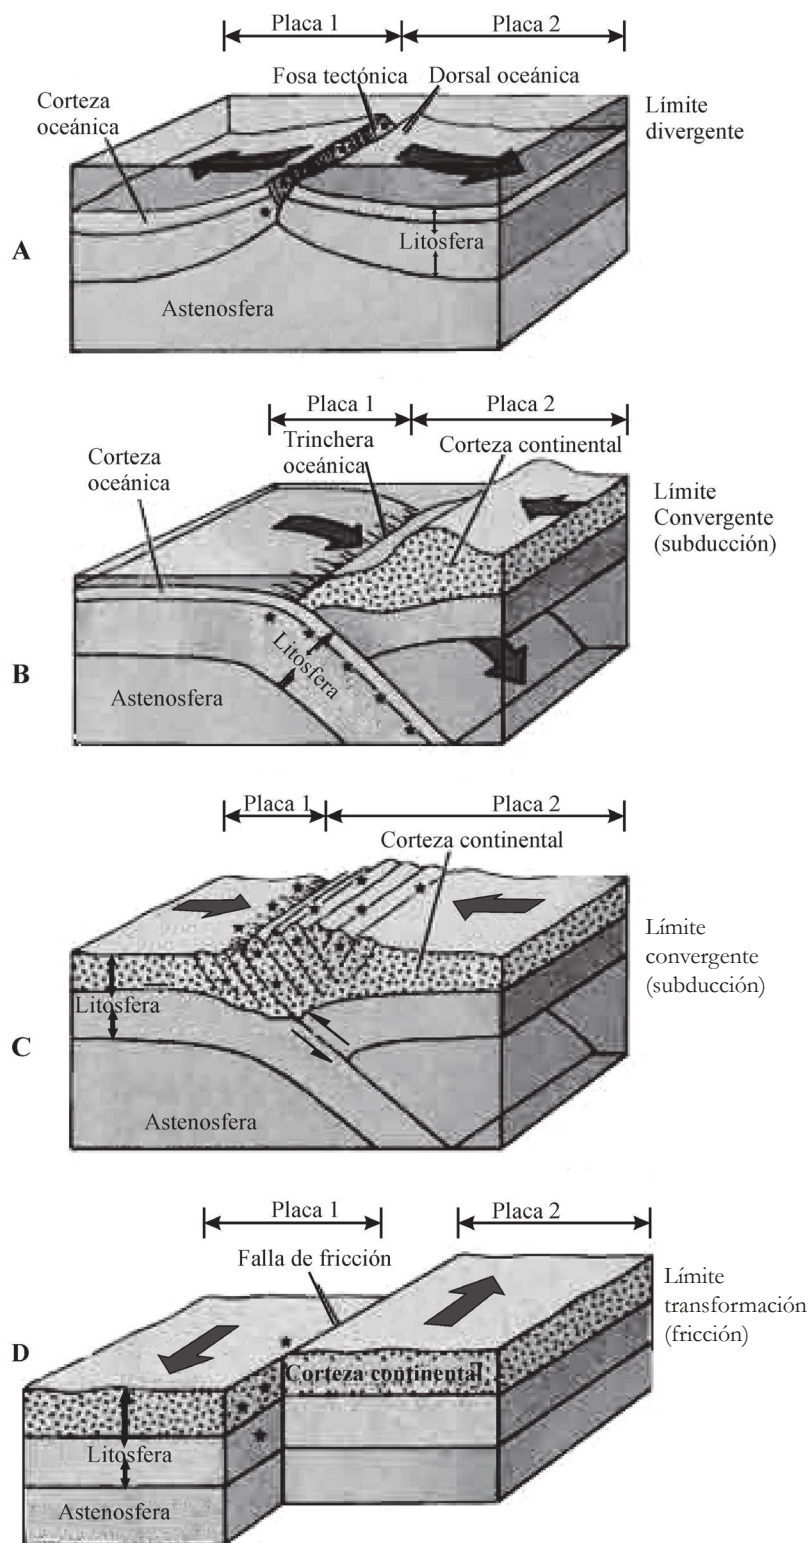 Placa 1
Placa 2
Fosa tectónica
Dorsal oceánica
Corteza
oceánica
Límite
divergente
Litosfera
A
Astenosfera
Placa 1
Placa 2
Trinchera
oceánica
Corteza continental
Corteza
oceánica
Límite
Convergente
(subducción)
Litosfera
B
Astenosfera
Placa 1
Placa 2
Corteza continental
Límite
convergente
(subducción)
Litosfera
C
Astenosfera
Placa 1
Placa 2
Falla de fricción
Límite
transformación
(fricción)
D
Corteza continental
Litosfera
Astenosfera